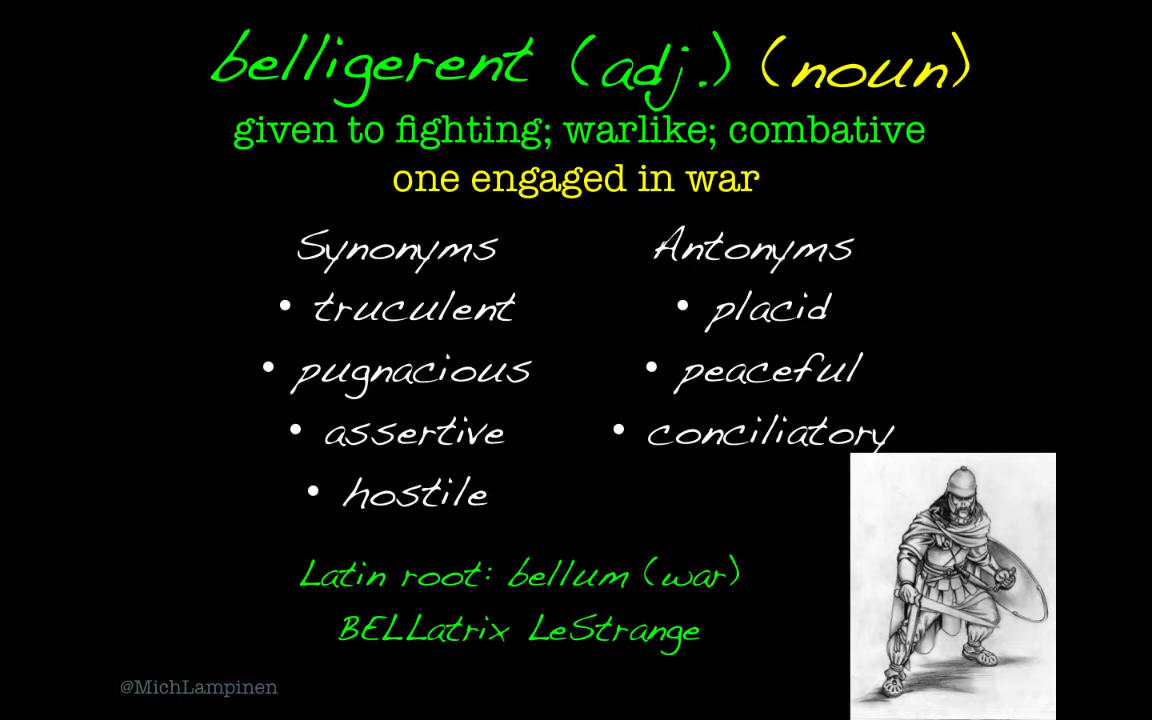 belligerent (adj.) (noun)
given to fighting; warlike; combative
one engaged in war
Synonyms
• truculent
• pugnacious
• assertive
• hostile
Antonyms
• placid
• peaceful
• conciliatory
Latin root: bellum (war)
BELLatrix LeStrange
@MichLampinen